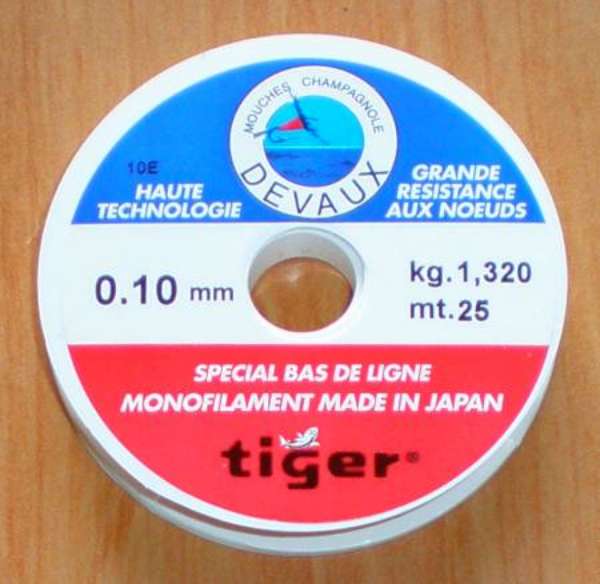 MOUCHES CHAMPAGNOLE
DEVAUX
10E
HAUTE
TECHNOLOGIE
GRANDE
RESISTANCE
AUX NOEUDS
0.10 mm
kg.1,320
mt.25
SPECIAL BAS DE LIGNE
MONOFILAMENT MADE IN JAPAN
tiger®